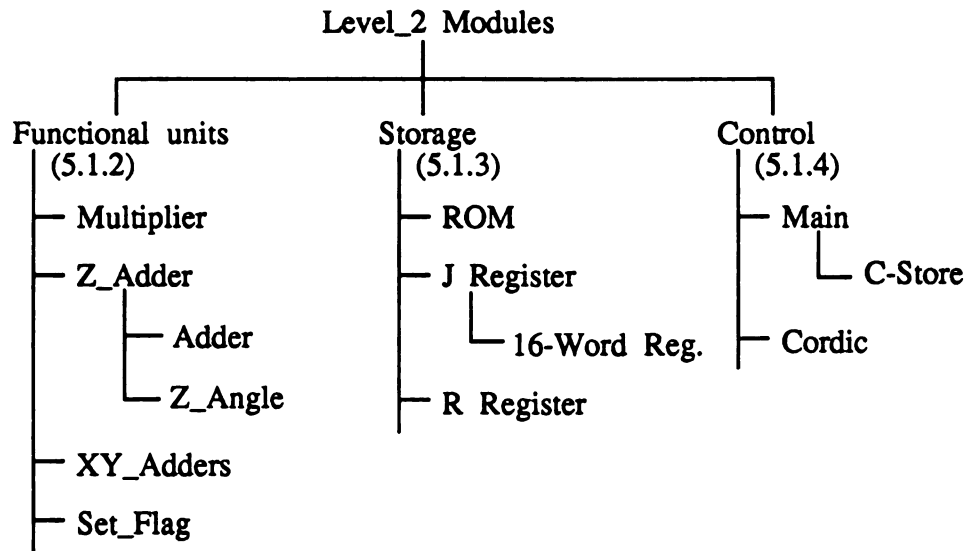 Level_2 Modules
Functional units
(5.1.2)
Multiplier
Z_Adder
Adder
Z_Angle
XY_Adders
Set_Flag
Storage
(5.1.3)
ROM
J Register
16-Word Reg.
R Register
Control
(5.1.4)
Main
C-Store
Cordic